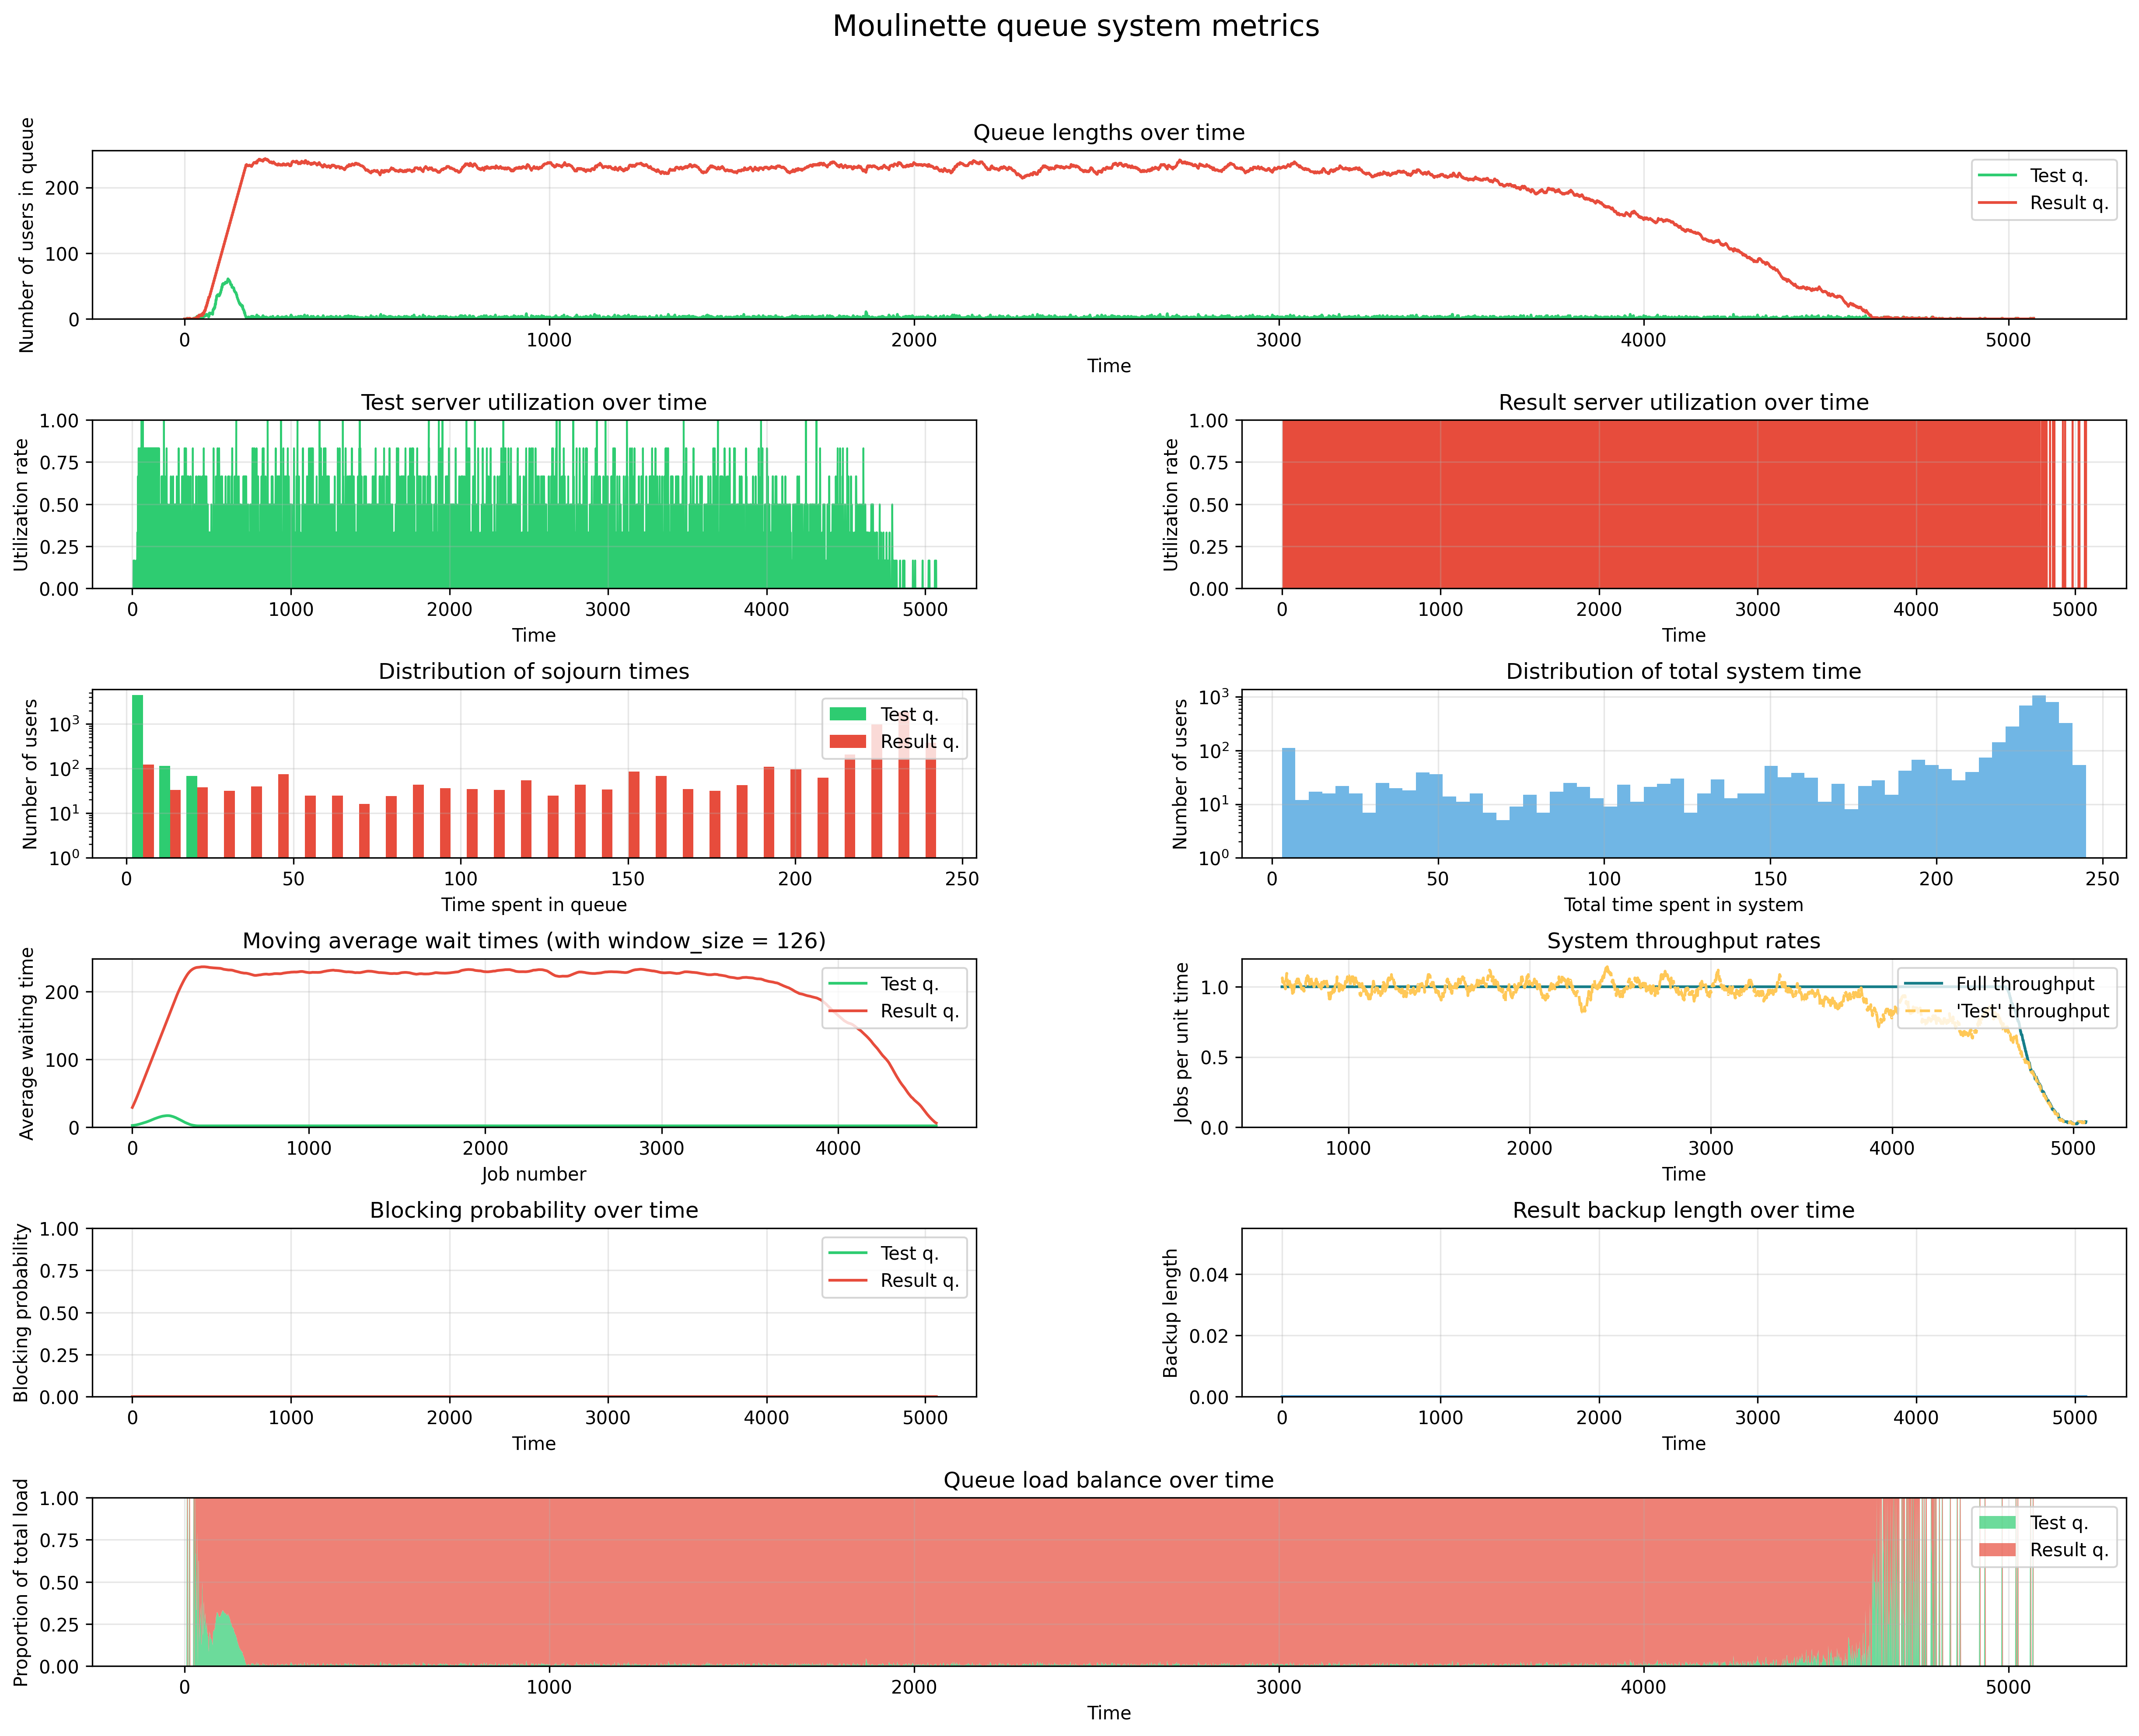 Moulinette queue system metrics
Queue lengths over time
Number of users in queue
200
100
0
Test q.
Result q.
0 1000 2000 3000 4000 5000
Time
Test server utilization over time
Utilization rate
1.00
0.75
0.50
0.25
0.00
0 1000 2000 3000 4000 5000
Time
Result server utilization over time
Utilization rate
1.00
0.75
0.50
0.25
0.00
0 1000 2000 3000 4000 5000
Time
Distribution of sojourn times
Number of users
10³
10²
10¹
10⁰
Test q.
Result q.
0 50 100 150 200 250
Time spent in queue
Distribution of total system time
Number of users
10³
10²
10¹
10⁰
0 50 100 150 200 250
Total time spent in system
Moving average wait times (with window_size = 126)
Average waiting time
200
100
0
Test q.
Result q.
0 1000 2000 3000 4000
Job number
System throughput rates
Jobs per unit time
1.0
0.5
0.0
Full throughput
'Test' throughput
1000 2000 3000 4000 5000
Time
Blocking probability over time
Blocking probability
1.00
0.75
0.50
0.25
0.00
Test q.
Result q.
0 1000 2000 3000 4000 5000
Time
Result backup length over time
Backup length
0.04
0.02
0.00
0 1000 2000 3000 4000 5000
Time
Queue load balance over time
Proportion of total load
1.00
0.75
0.50
0.25
0.00
Test q.
Result q.
0 1000 2000 3000 4000 5000
Time